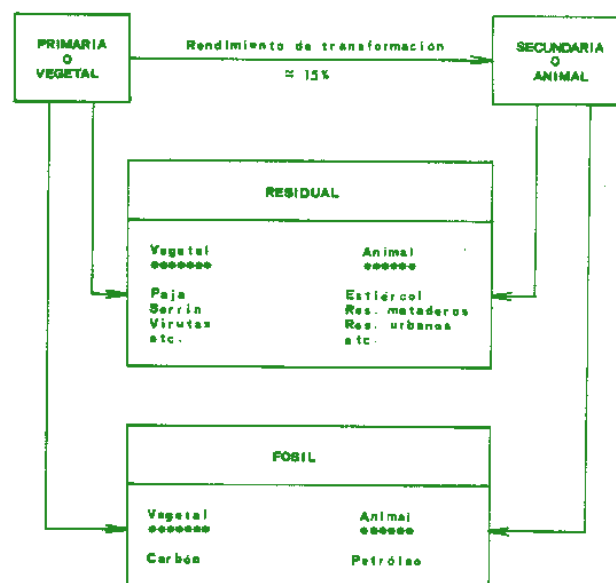 PRIMARIA
O
VEGETAL
Rendimiento de transformación
≃ 15%
SECUNDARIA
O
ANIMAL
RESIDUAL
Vegetal
Animal
Paja
Serrín
Virutas
etc.
Estiércol
Res. mataderos
Res. urbanos
etc.
FOSIL
Vegetal
Animal
Carbón
Petróleo